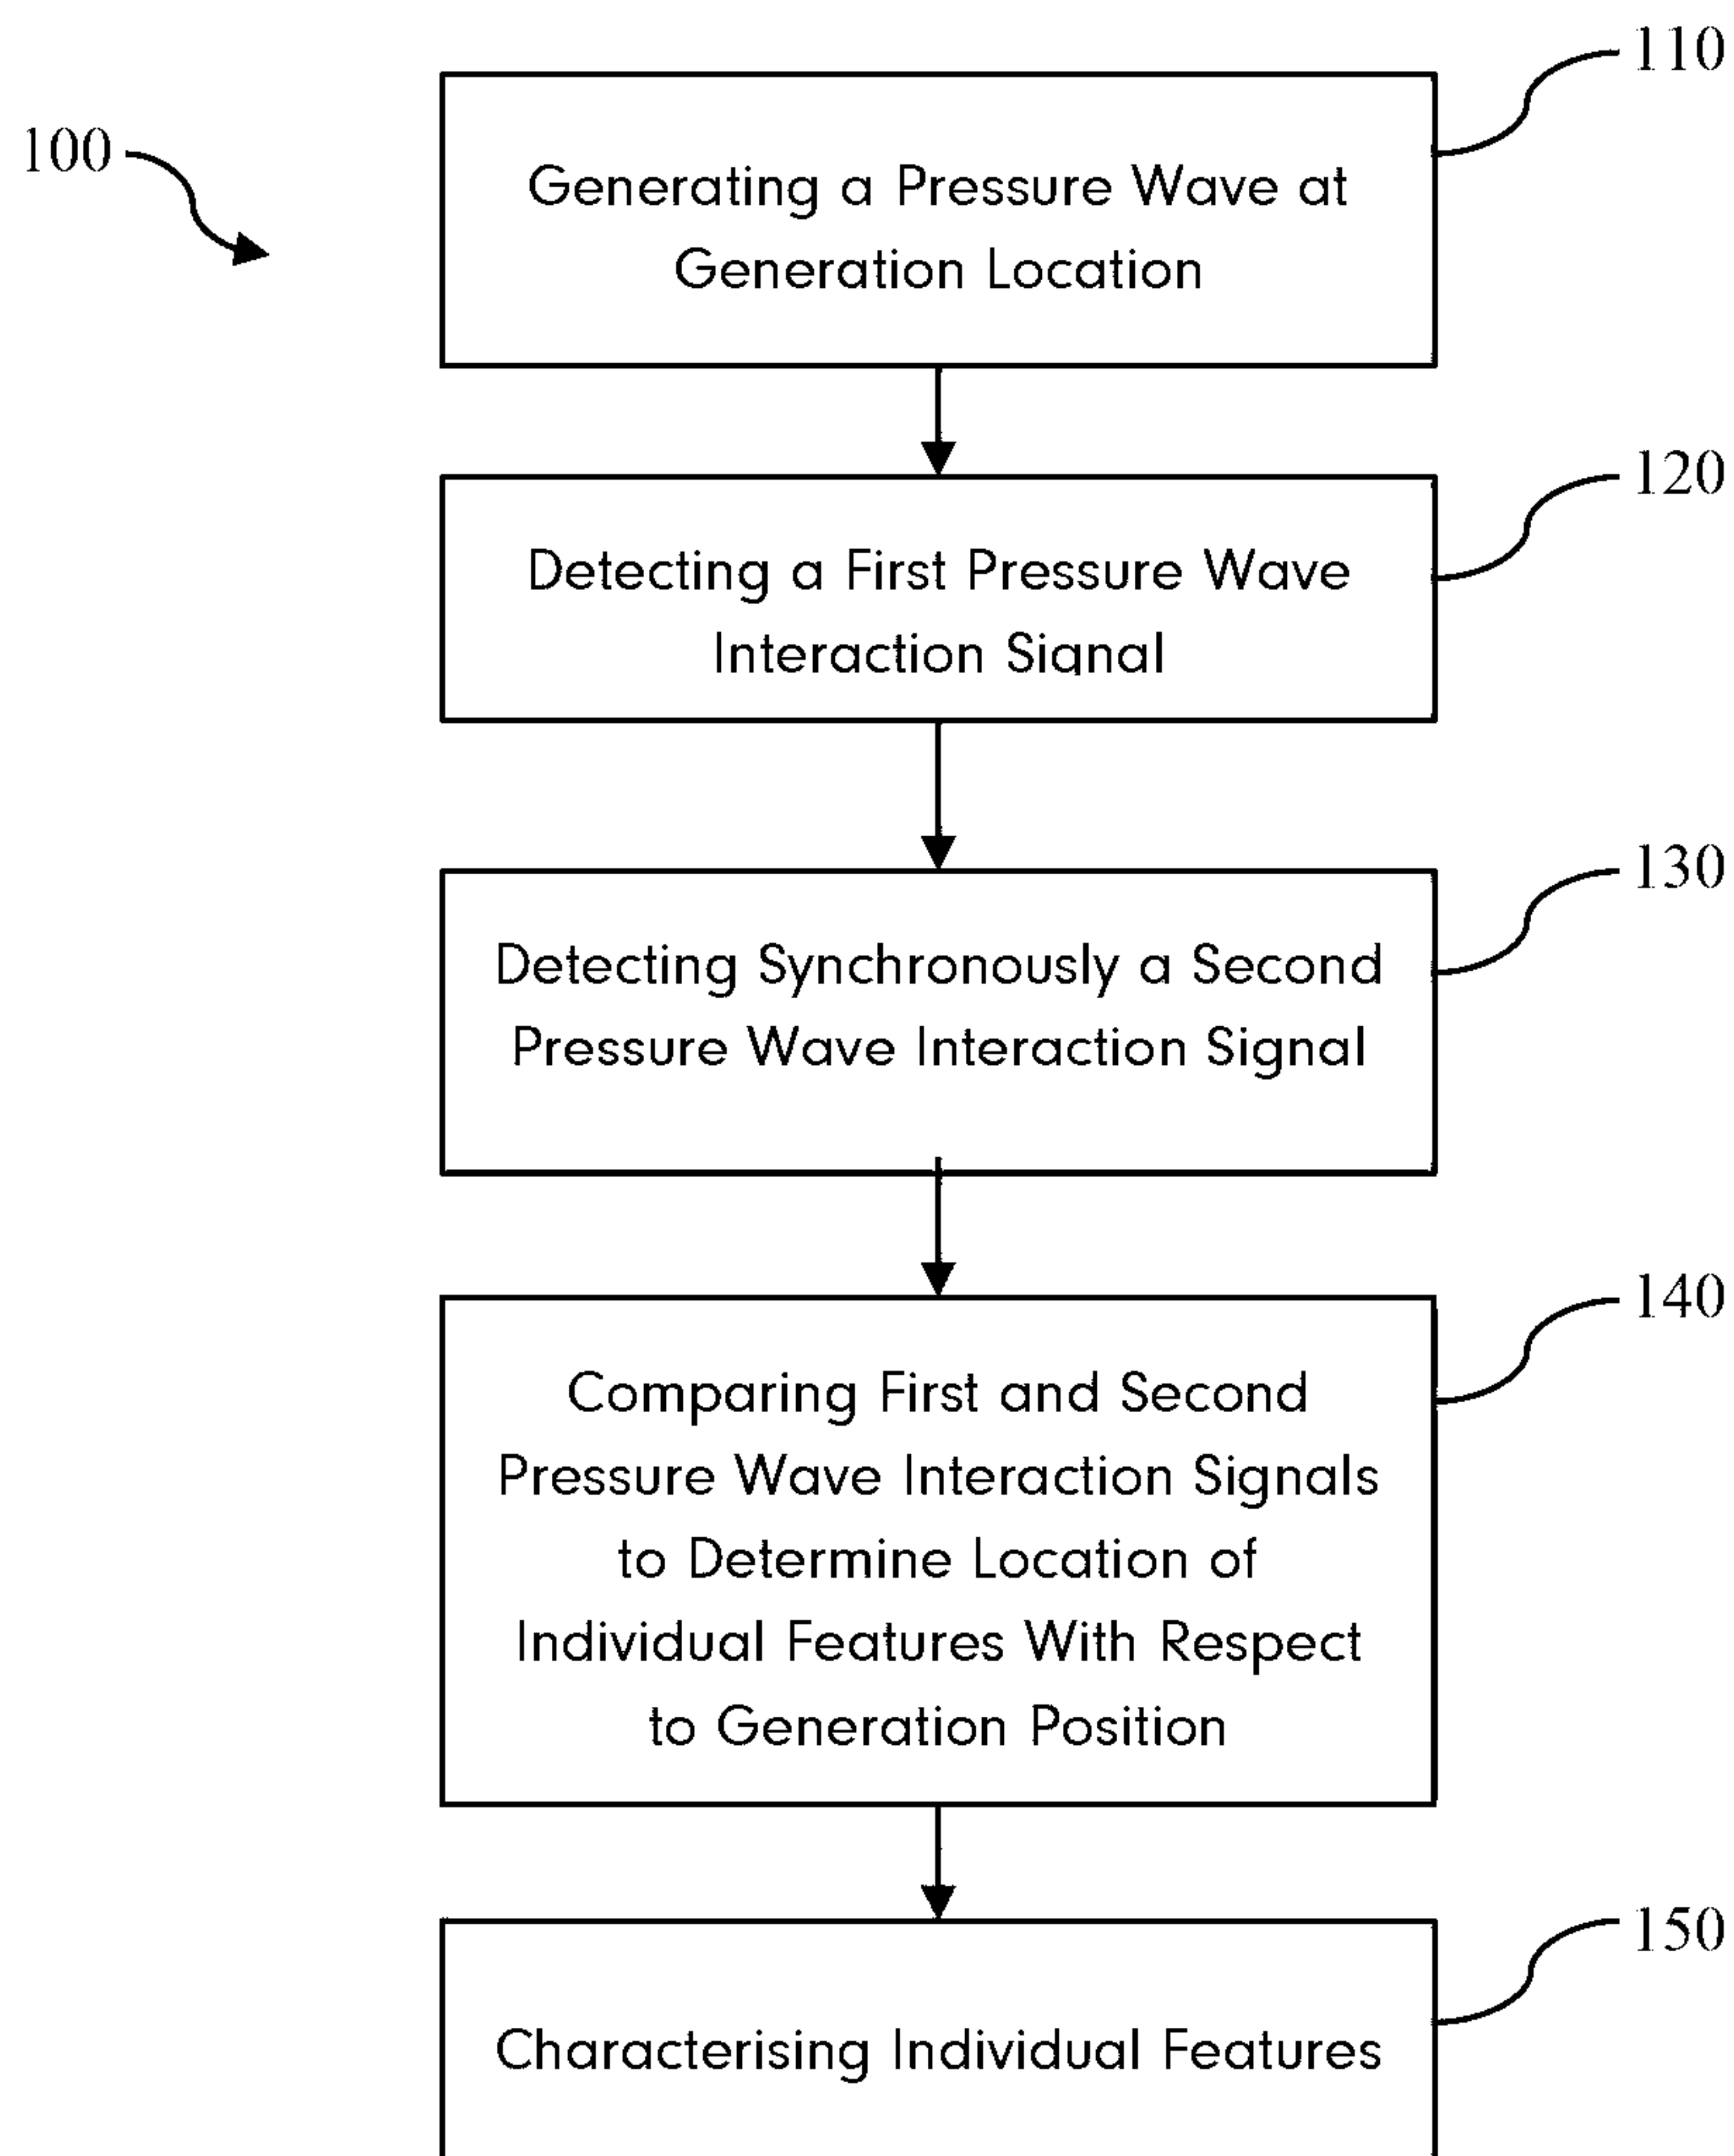 110
100
Generating a Pressure Wave at
Generation Location
120
Detecting a First Pressure Wave
Interaction Signal
130
Detecting Synchronously a Second
Pressure Wave Interaction Signal
140
Comparing First and Second
Pressure Wave Interaction Signals
to Determine Location of
Individual Features With Respect
to Generation Position
150
Characterising Individual Features